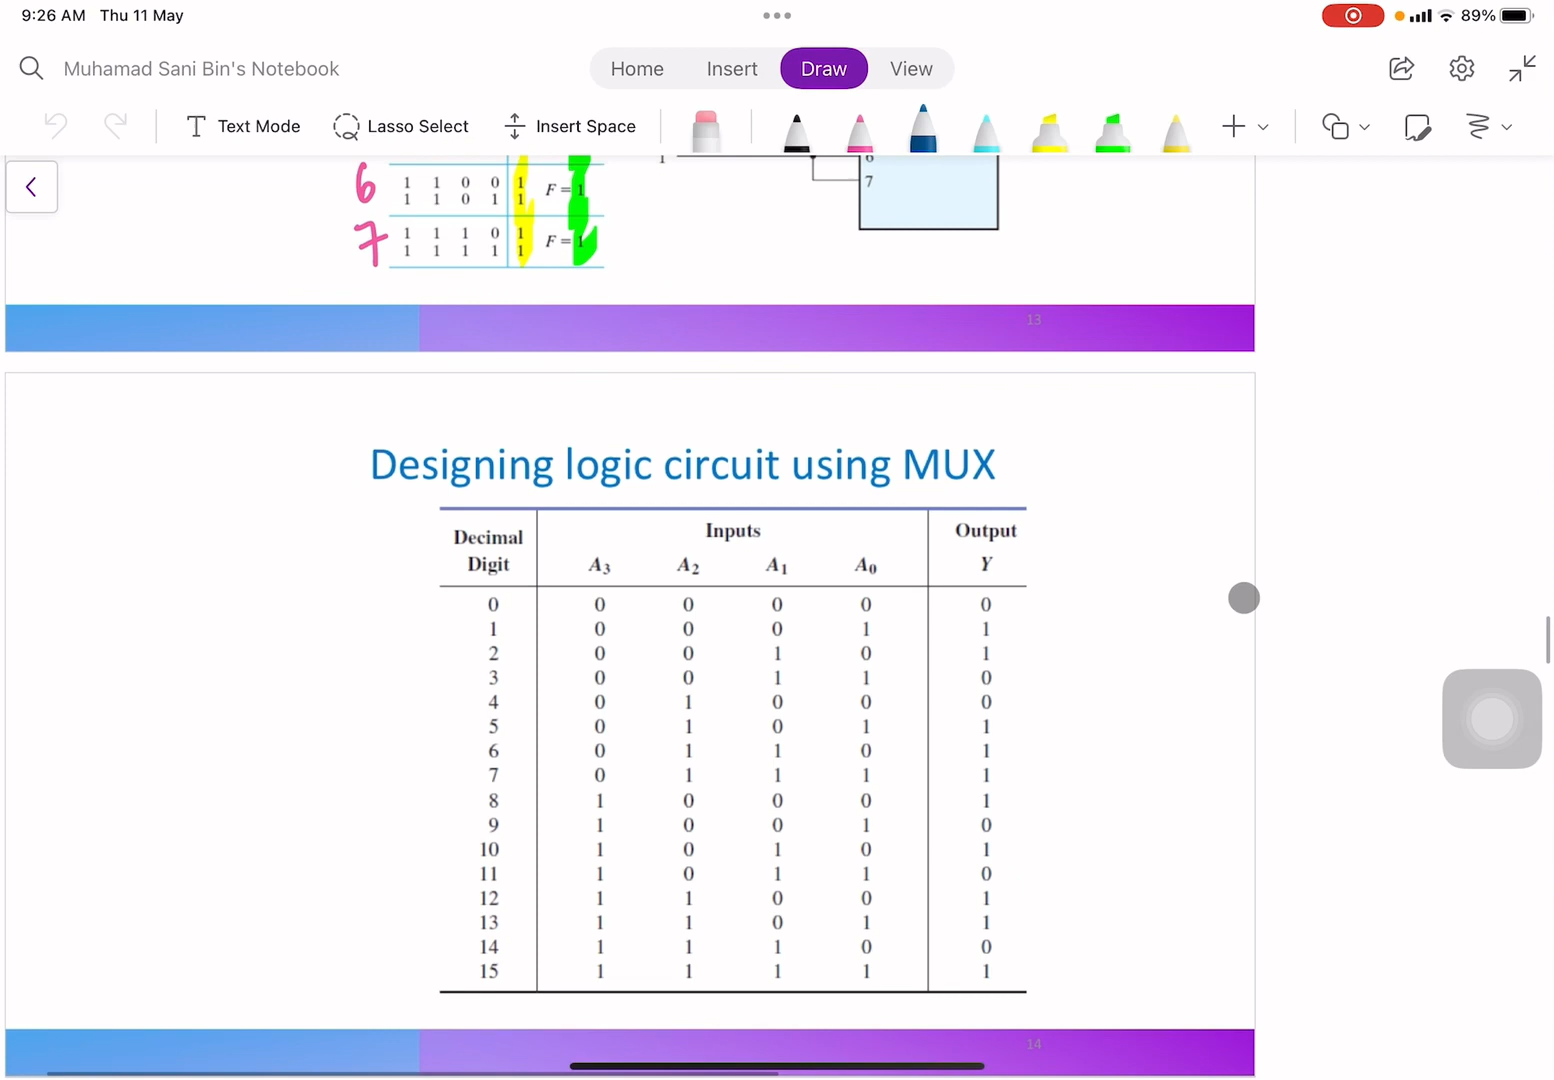 9:26 AM Thu 11 May
89%
Muhamad Sani Bin's Notebook
Home Insert Draw View
Text Mode Lasso Select Insert Space
6 1 1 0 0 1 F = 1
1 1 0 1 1
7 1 1 1 0 1 F = 1
1 1 1 1 1
1 6
7
13
Designing logic circuit using MUX
Decimal Digit Inputs Output
A3 A2 A1 A0 Y
0 0 0 0 0 0
1 0 0 0 1 1
2 0 0 1 0 1
3 0 0 1 1 0
4 0 1 0 0 0
5 0 1 0 1 1
6 0 1 1 0 1
7 0 1 1 1 1
8 1 0 0 0 1
9 1 0 0 1 0
10 1 0 1 0 1
11 1 0 1 1 0
12 1 1 0 0 1
13 1 1 0 1 1
14 1 1 1 0 0
15 1 1 1 1 1
14